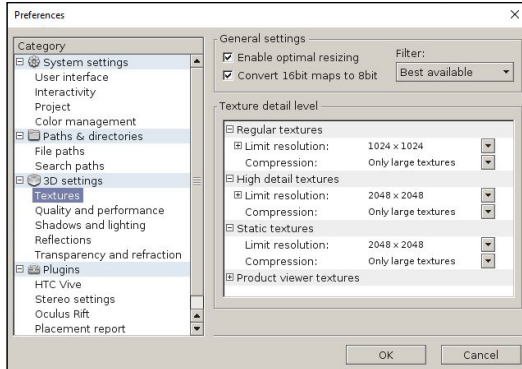 Preferences
Category
System settings
User interface
Interactivity
Project
Color management
Paths & directories
File paths
Search paths
3D settings
Textures
Quality and performance
Shadows and lighting
Reflections
Transparency and refraction
Plugins
HTC Vive
Stereo settings
Oculus Rift
Placement report
General settings
Enable optimal resizing
Convert 16bit maps to 8bit
Filter:
Best available
Texture detail level
Regular textures
Limit resolution: 1024 x 1024
Compression: Only large textures
High detail textures
Limit resolution: 2048 x 2048
Compression: Only large textures
Static textures
Limit resolution: 2048 x 2048
Compression: Only large textures
Product viewer textures
OK Cancel